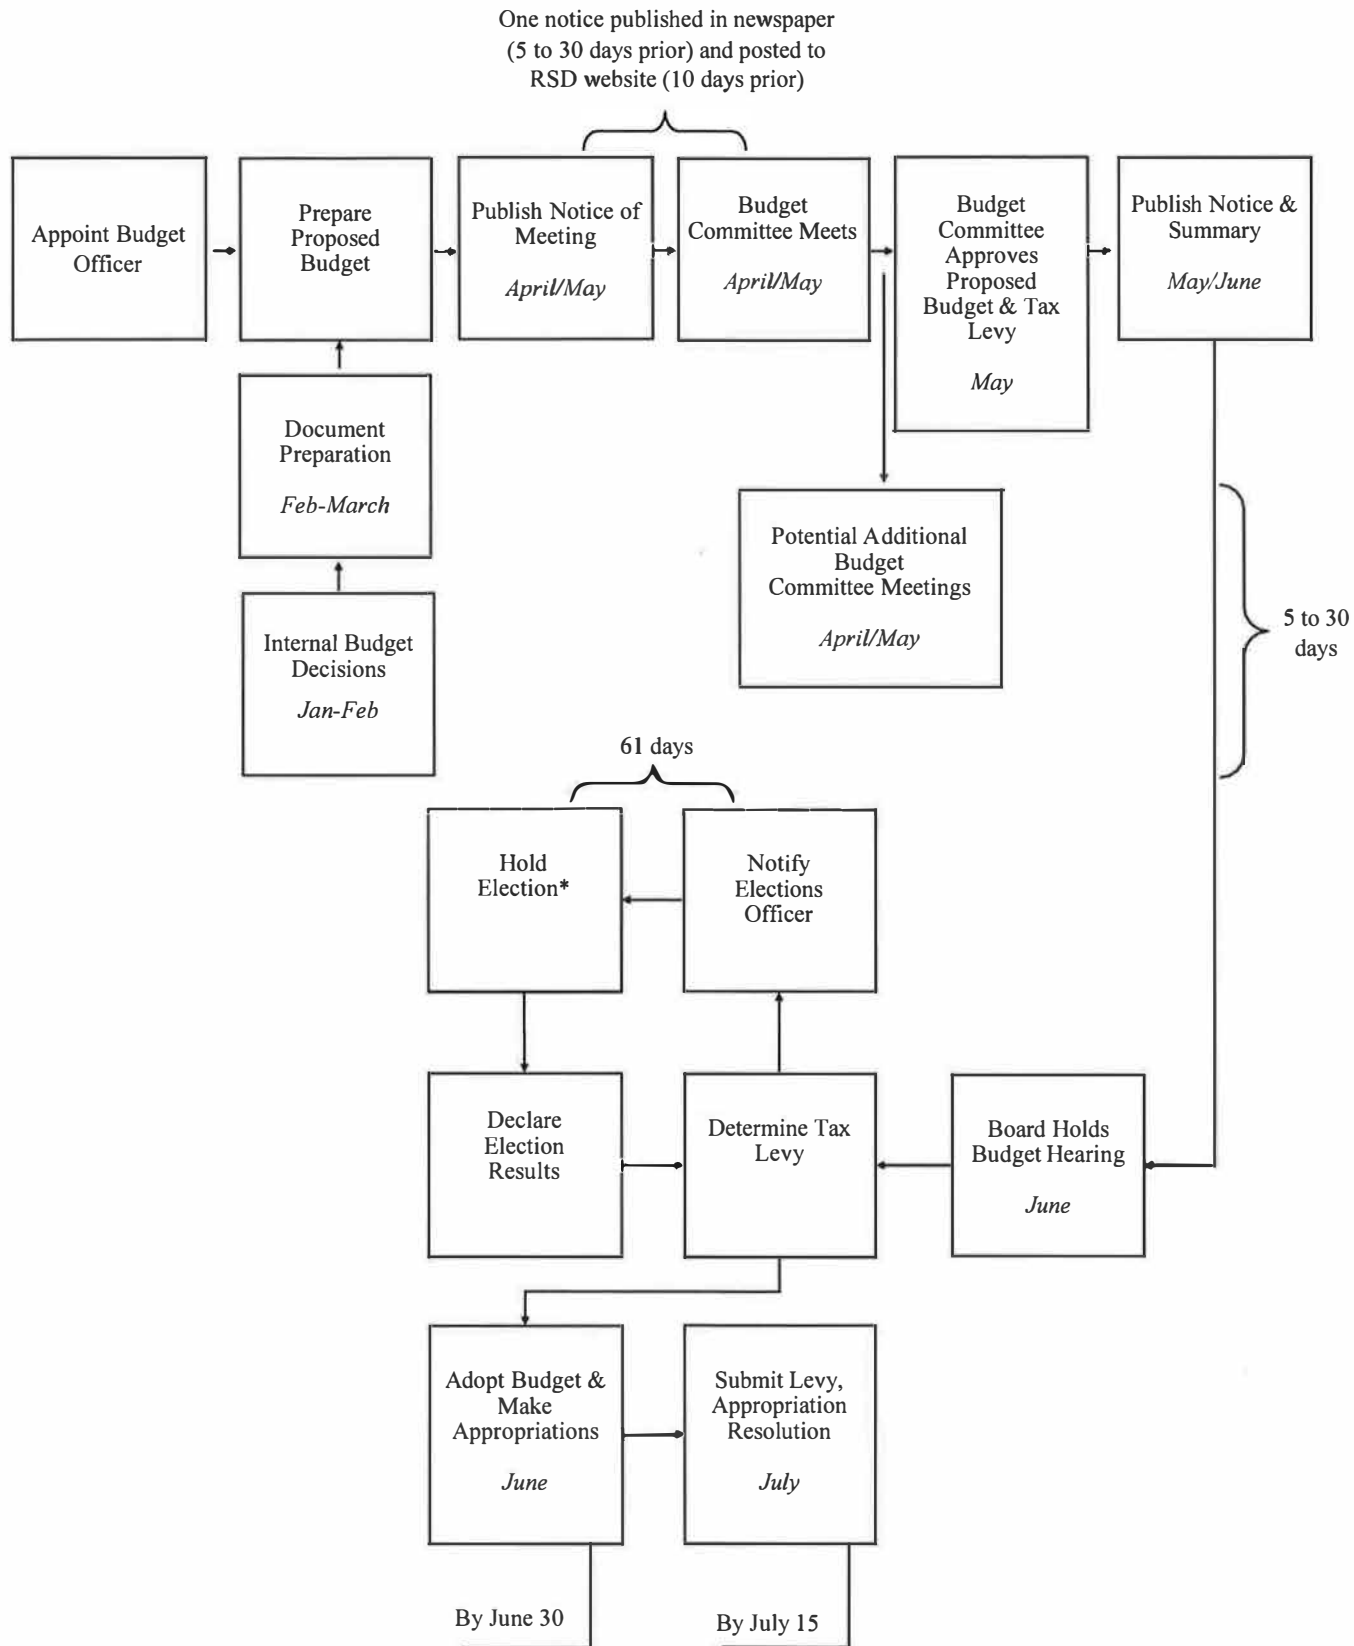 One notice published in newspaper
(5 to 30 days prior) and posted to
RSD website (10 days prior)
Appoint Budget
Officer
Prepare
Proposed
Budget
Publish Notice of
Meeting
April/May
Budget
Committee Meets
April/May
Budget
Committee
Approves
Proposed
Budget & Tax
Levy
May
Publish Notice &
Summary
May/June
Document
Preparation
Feb-March
Potential Additional
Budget
Committee Meetings
April/May
5 to 30
days
Internal Budget
Decisions
Jan-Feb
61 days
Hold
Election*
Notify
Elections
Officer
Declare
Election
Results
Determine Tax
Levy
Board Holds
Budget Hearing
June
Adopt Budget &
Make
Appropriations
June
Submit Levy,
Appropriation
Resolution
July
By June 30
By July 15